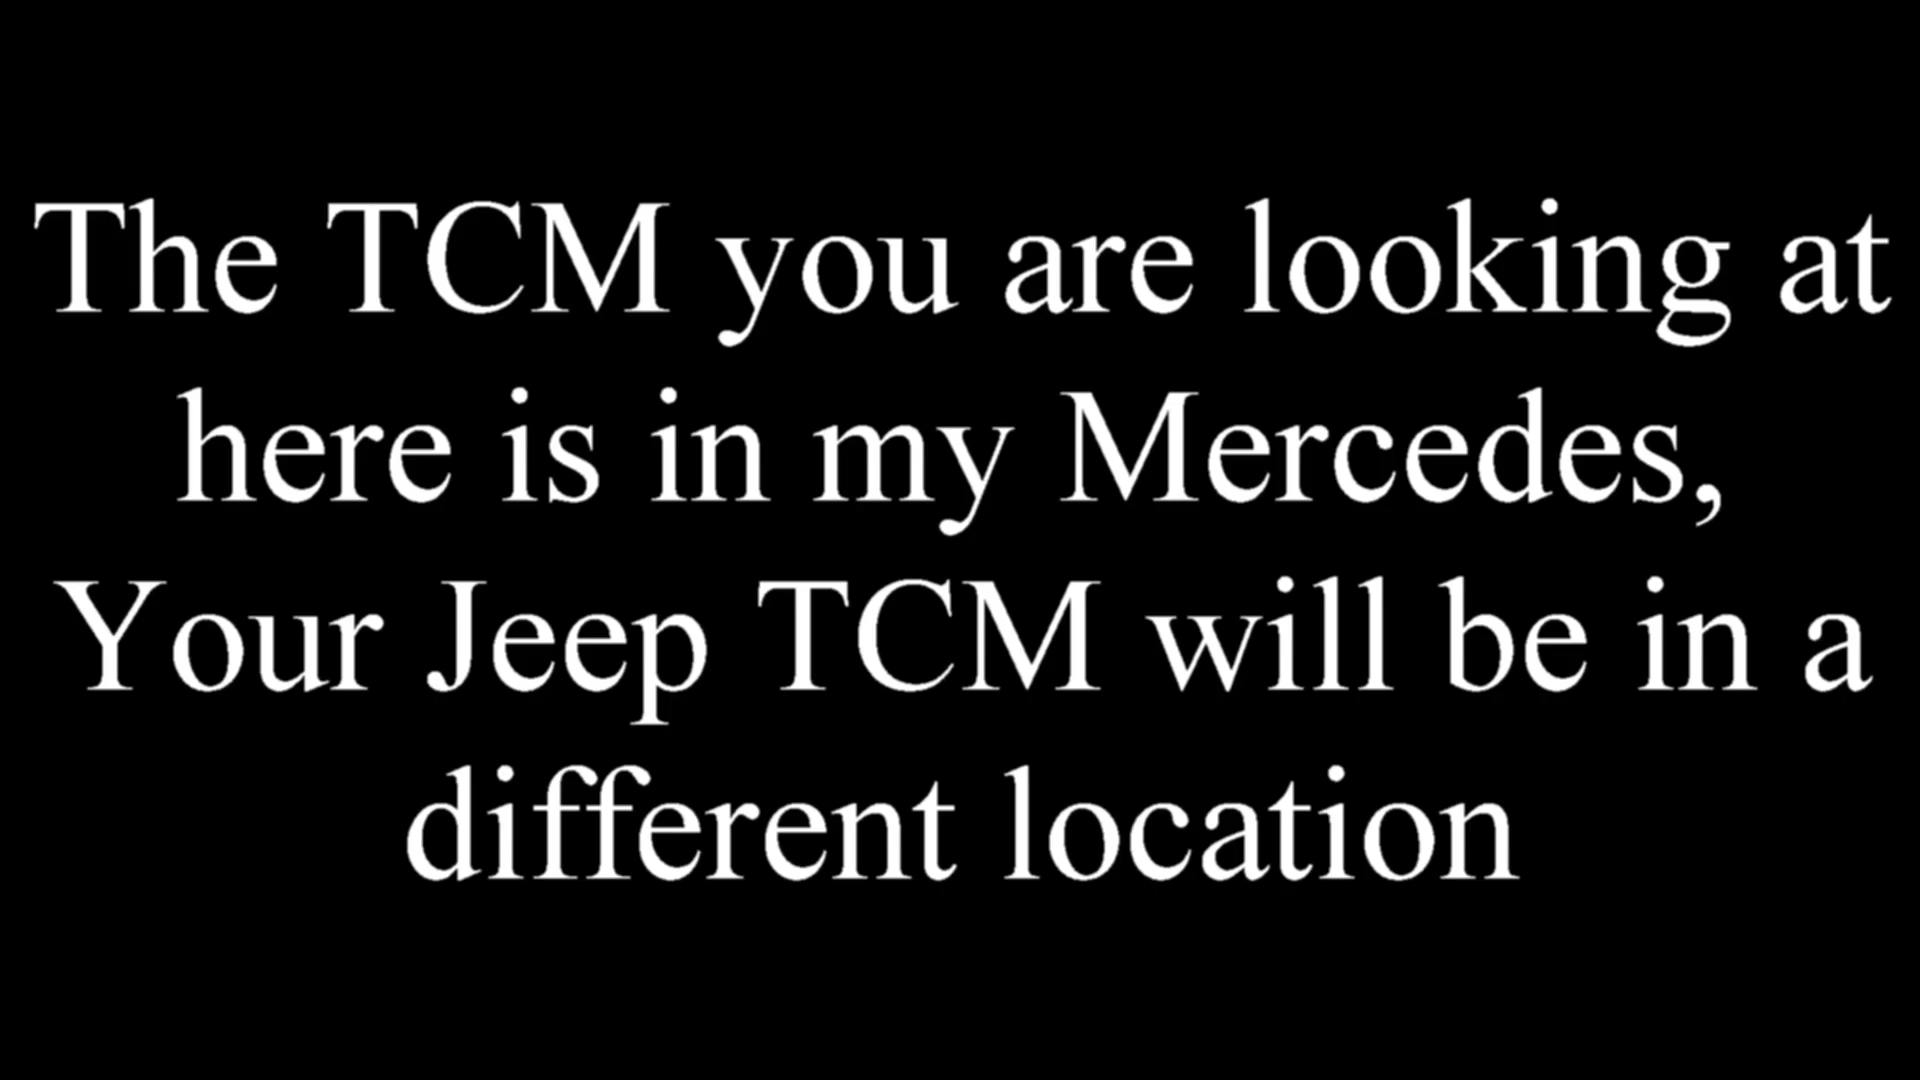 The TCM you are looking at
here is in my Mercedes,
Your Jeep TCM will be in a
different location